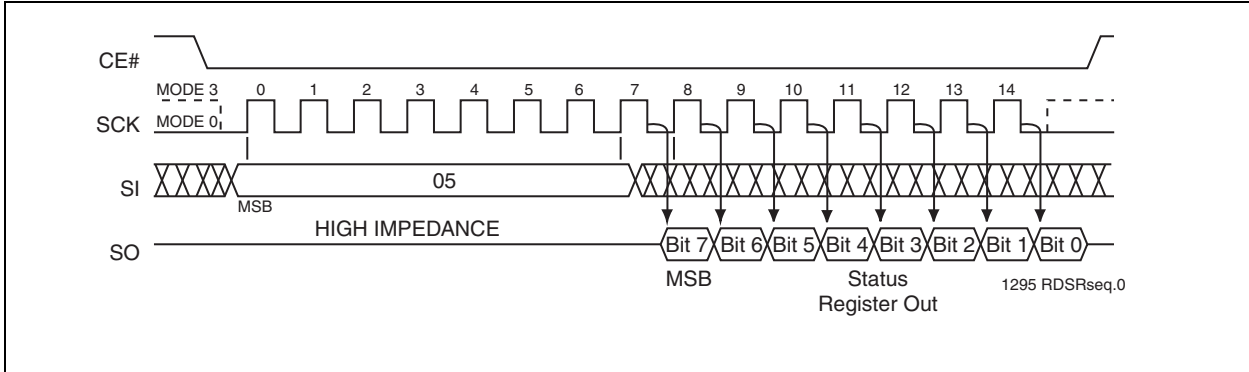 CE#
MODE 3 0 1 2 3 4 5 6 7 8 9 10 11 12 13 14
SCK MODE 0
SI 05
MSB
HIGH IMPEDANCE
SO Bit 7 Bit 6 Bit 5 Bit 4 Bit 3 Bit 2 Bit 1 Bit 0
MSB Status
Register Out
1295 RDSRseq.0